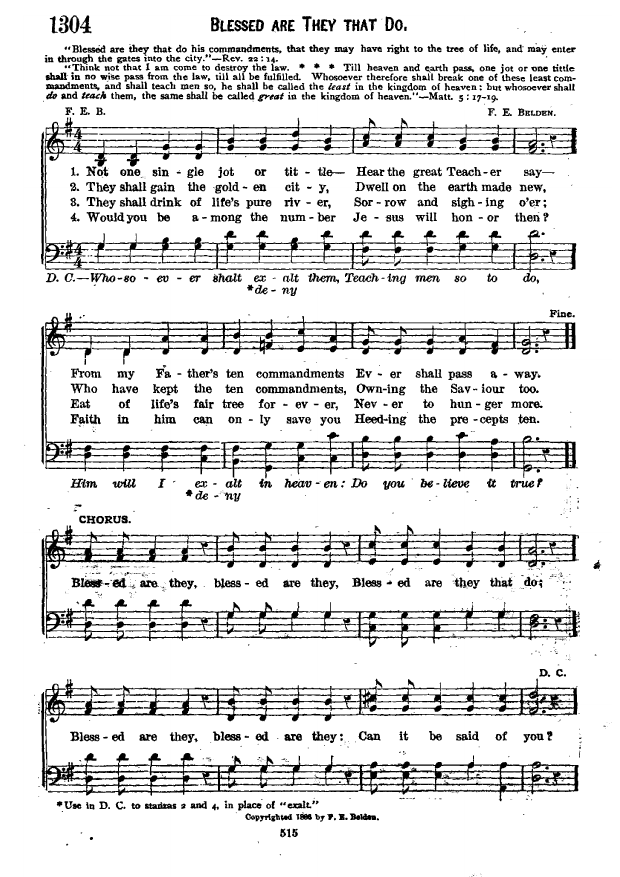 1304 BLESSED ARE THEY THAT DO.
"Blessed are they that do his commandments, that they may have right to the tree of life, and may enter
in through the gates into the city."—Rev. 22:14.
"Think not that I am come to destroy the law. * * * Till heaven and earth pass, one jot or one tittle
shall in no wise pass from the law, till all be fulfilled. Whosoever therefore shall break one of these least com-
mandments, and shall teach men so, he shall be called the least in the kingdom of heaven: but whosoever shall
do and teach them, the same shall be called great in the kingdom of heaven."—Matt. 5:17-19.
F. E. B. F. E. BELDEN.
1. Not one sin - gle jot or tit - tle— Hear the great Teach - er say—
2. They shall gain the gold - en cit - y, Dwell on the earth made new,
3. They shall drink of life's pure riv - er, Sor - row and sigh - ing o'er;
4. Would you be a - mong the num - ber Je - sus will hon - or then?
D. C.—Who - so - ev - er shalt ex - alt them, Teach - ing men so to do,
*de - ny
Fine.
From my Fa - ther's ten commandments Ev - er shall pass a - way.
Who have kept the ten commandments, Own - ing the Sav - iour too.
Eat of life's fair tree for - ev - er, Nev - er to hun - ger more.
Faith in him can on - ly save you Heed - ing the pre - cepts ten.
Him will I ex - alt in heav - en: Do you be - lieve it true?
*de - ny
CHORUS.
Bless - ed are they, bless - ed are they, Bless - ed are they that do;
D. C.
Bless - ed are they, bless - ed are they: Can it be said of you?
*Use in D. C. to stanzas 2 and 4, in place of "exalt."
Copyrighted 1886 by F. E. Belden.
515